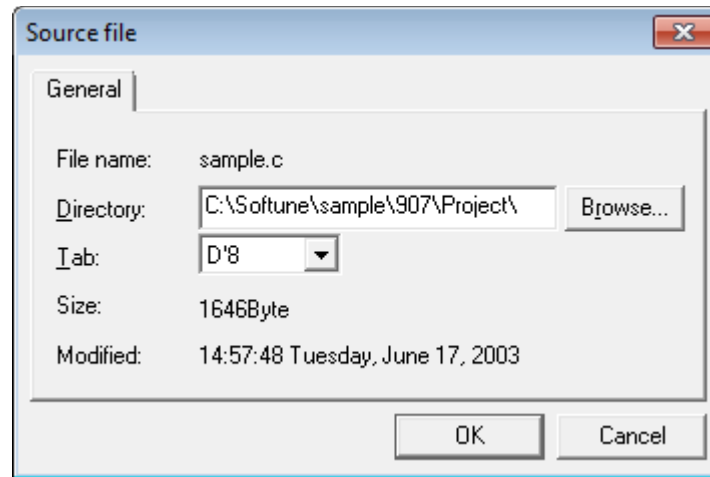 Source file
General
File name: sample.c
Directory: C:\Softune\sample\907\Project\ Browse...
Tab: D'8
Size: 1646Byte
Modified: 14:57:48 Tuesday, June 17, 2003
OK Cancel